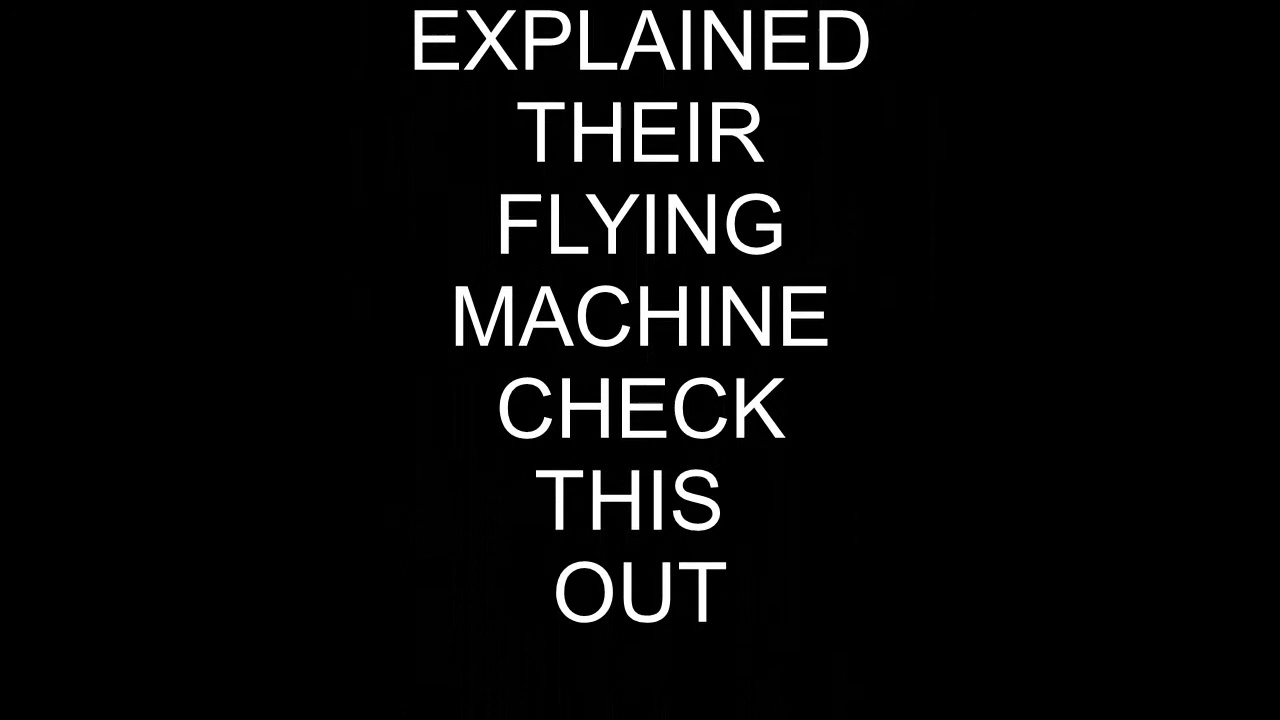 EXPLAINED
THEIR
FLYING
MACHINE
CHECK
THIS
OUT